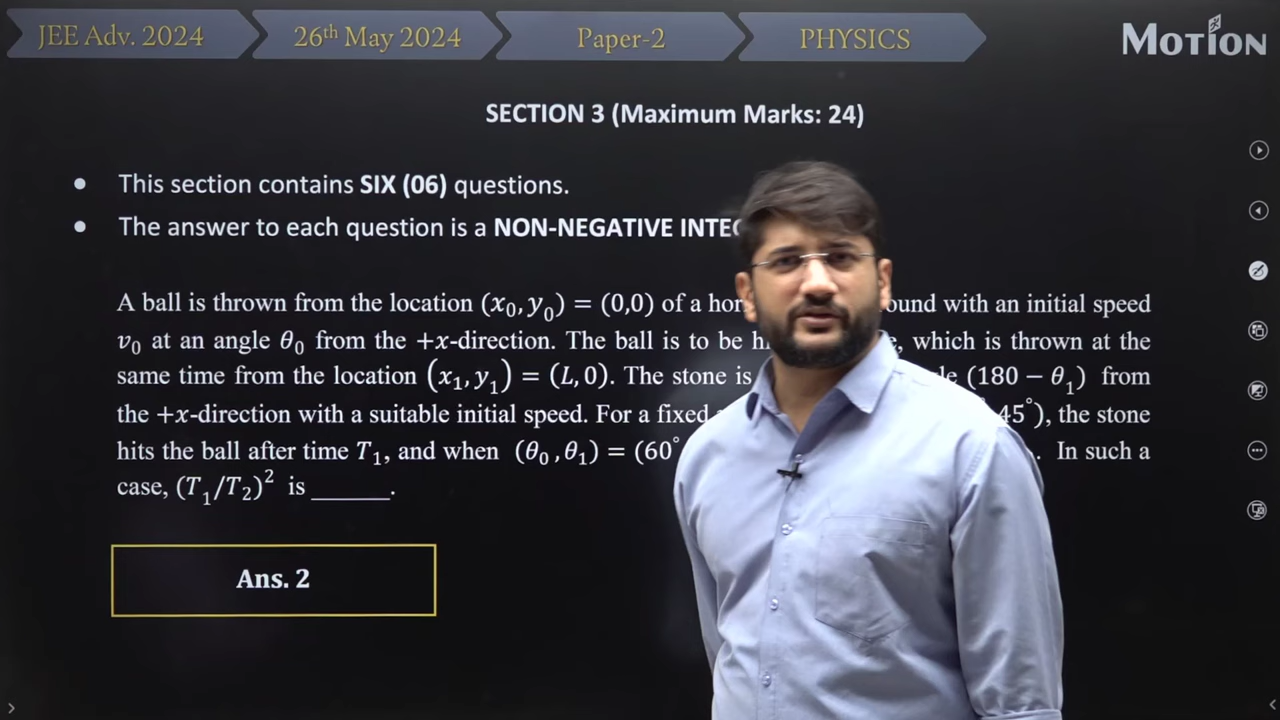 JEE Adv. 2024
26th May 2024
Paper-2
PHYSICS
MOTION
SECTION 3 (Maximum Marks: 24)
• This section contains SIX (06) questions.
• The answer to each question is a NON-NEGATIVE
A ball is thrown from the location (x₀, y₀) = (0,0) of a with an initial speed
v₀ at an angle θ₀ from the +x-direction. The ball is to be which is thrown at the
same time from the location (x₁, y₁) = (L, 0). The stone is (180 − θ₁) from
the +x-direction with a suitable initial speed. For a fixed 45°), the stone
hits the ball after time T₁, and when (θ₀, θ₁) = (60° . In such a
case, (T₁/T₂)² is ______.
Ans. 2